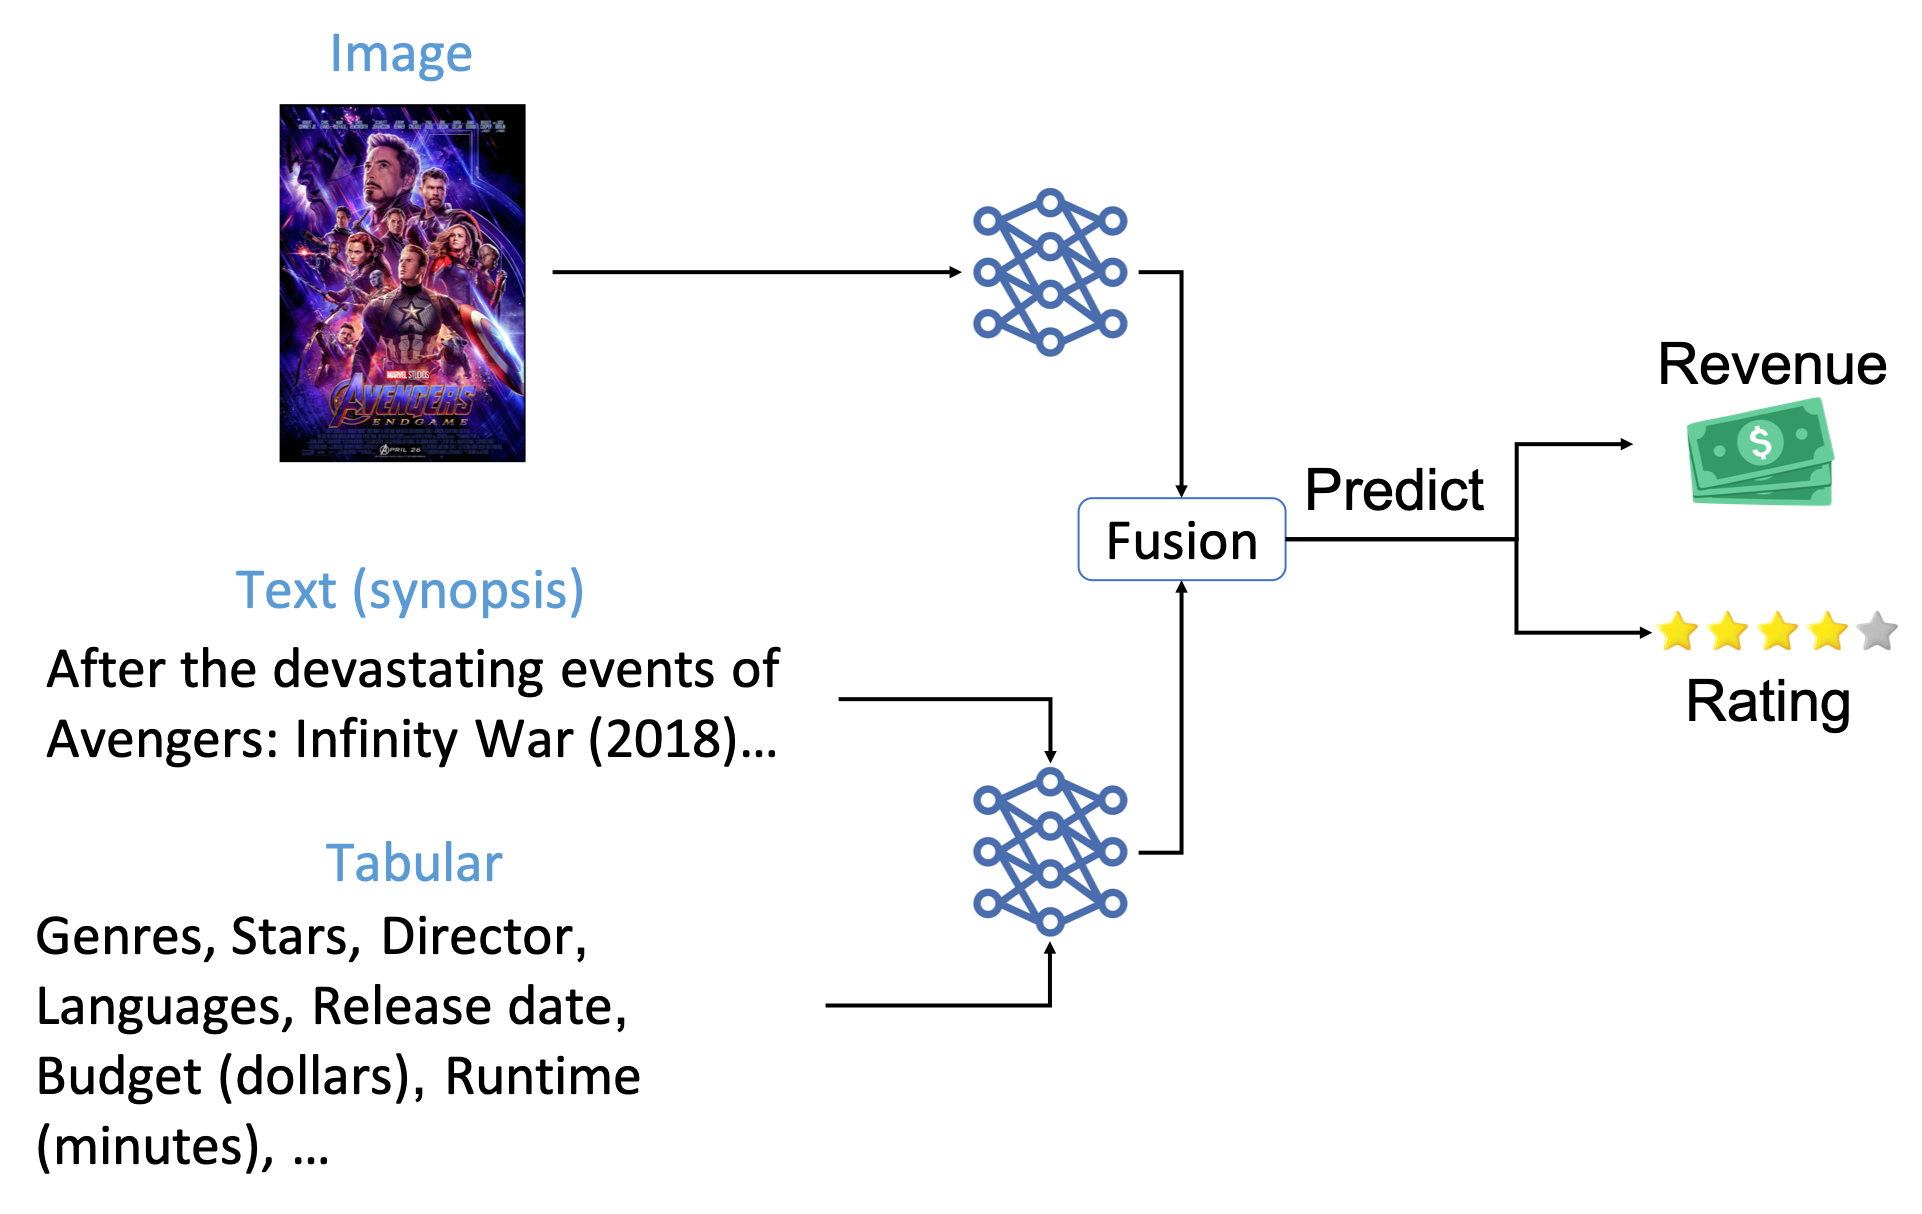 Image
MARVEL STUDIOS
AVENGERS
ENDGAME
APRIL 26
Text (synopsis)
After the devastating events of
Avengers: Infinity War (2018)...
Tabular
Genres, Stars, Director,
Languages, Release date,
Budget (dollars), Runtime
(minutes), ...
Fusion
Predict
Revenue
$
Rating